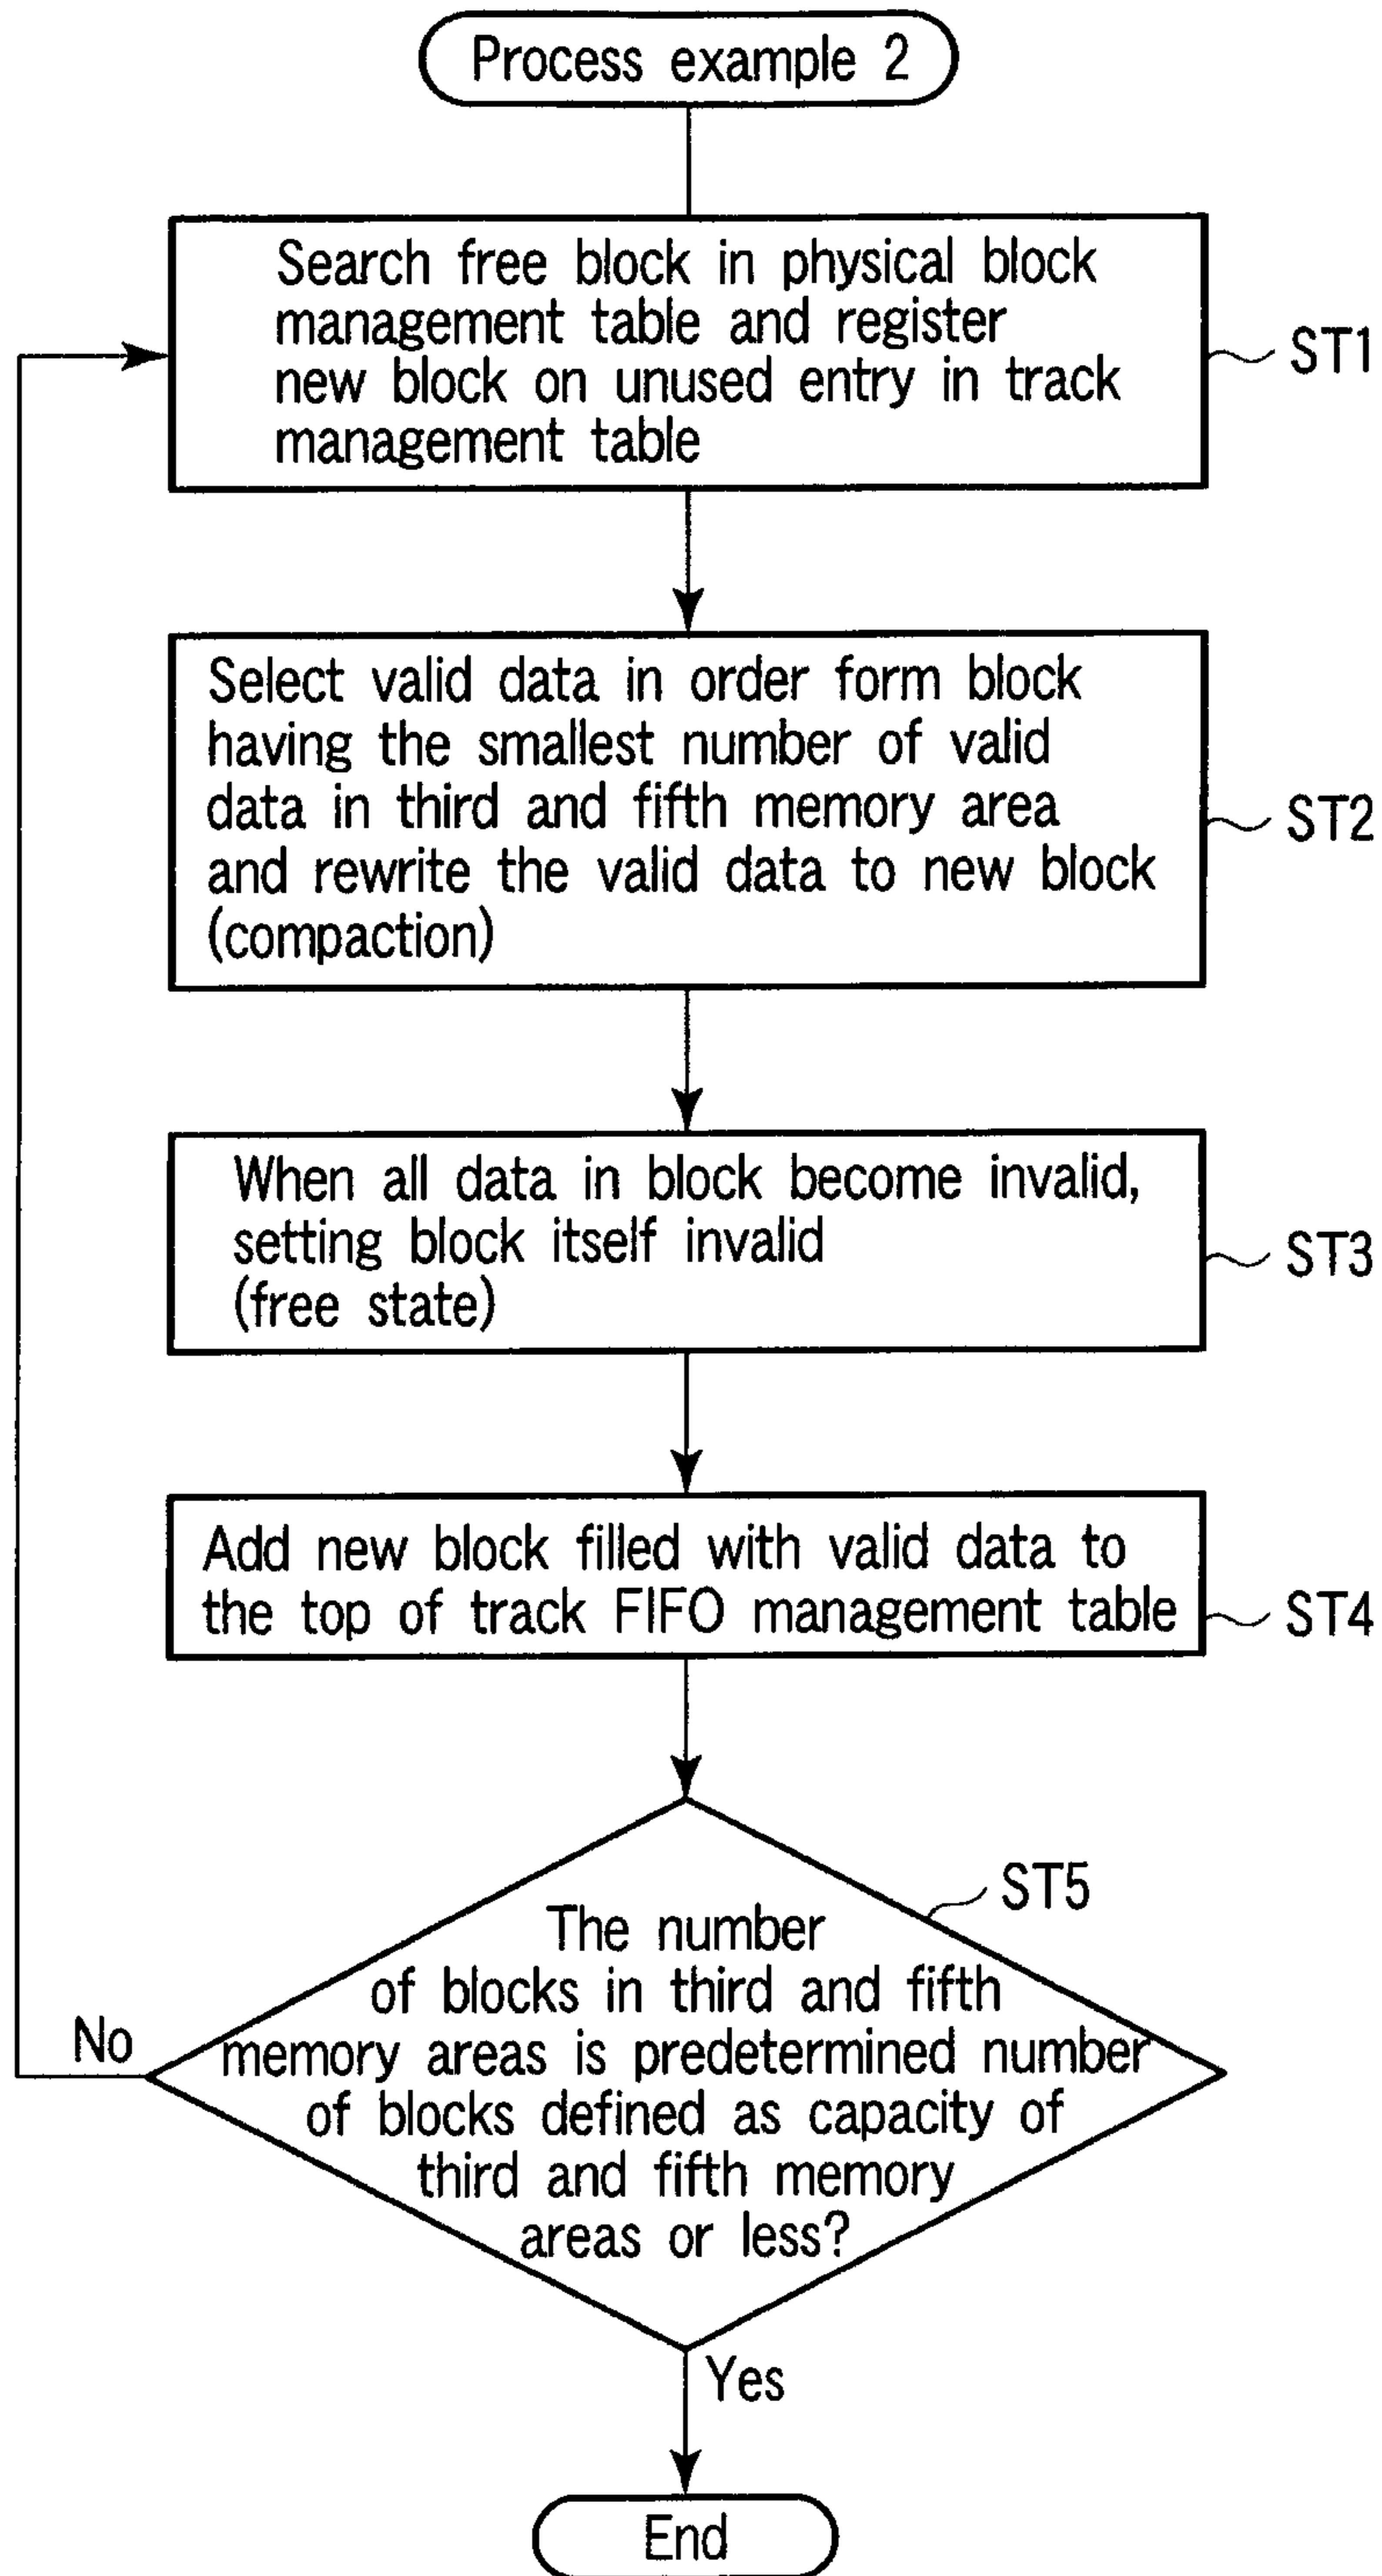 Process example 2
Search free block in physical block
management table and register
new block on unused entry in track
management table
ST1
Select valid data in order form block
having the smallest number of valid
data in third and fifth memory area
and rewrite the valid data to new block
(compaction)
ST2
When all data in block become invalid,
setting block itself invalid
(free state)
ST3
Add new block filled with valid data to
the top of track FIFO management table
ST4
ST5
The number
of blocks in third and fifth
memory areas is predetermined number
of blocks defined as capacity of
third and fifth memory
areas or less?
No
Yes
End